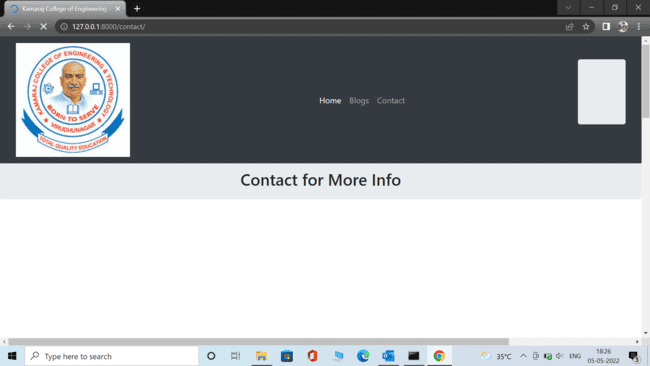 Kamaraj College of Engineering
127.0.0.1:8000/contact/
KAMARAJ COLLEGE OF ENGINEERING & TECHNOLOGY
BORN TO SERVE
VIRUDHUNAGAR
TOTAL QUALITY EDUCATION
Home Blogs Contact
Contact for More Info
Type here to search
35°C
ENG
18:26
05-05-2022
3